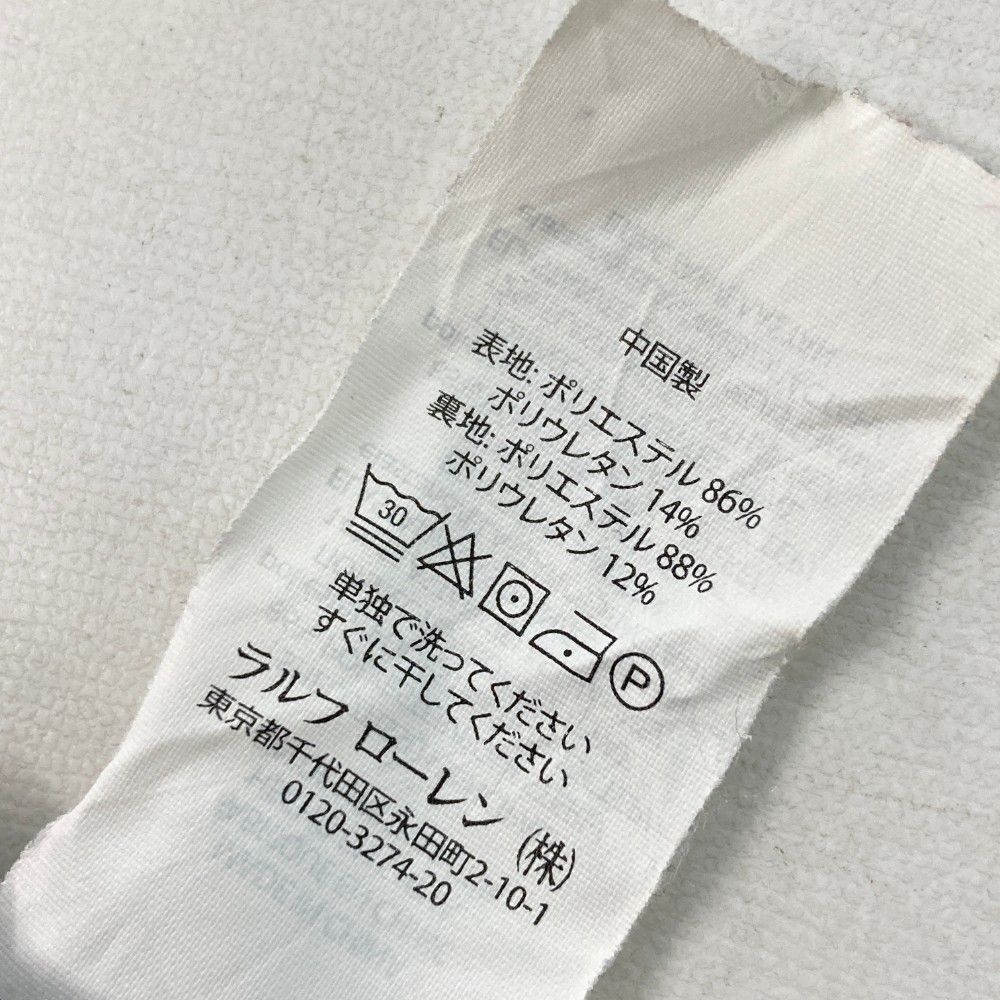 中国製
表地: ポリエステル 86%
ポリウレタン 14%
裏地: ポリエステル 88%
ポリウレタン 12%
30
P
単独で洗ってください
すぐに干してください
ラルフ ローレン (株)
東京都千代田区永田町2-10-1
0120-3274-20